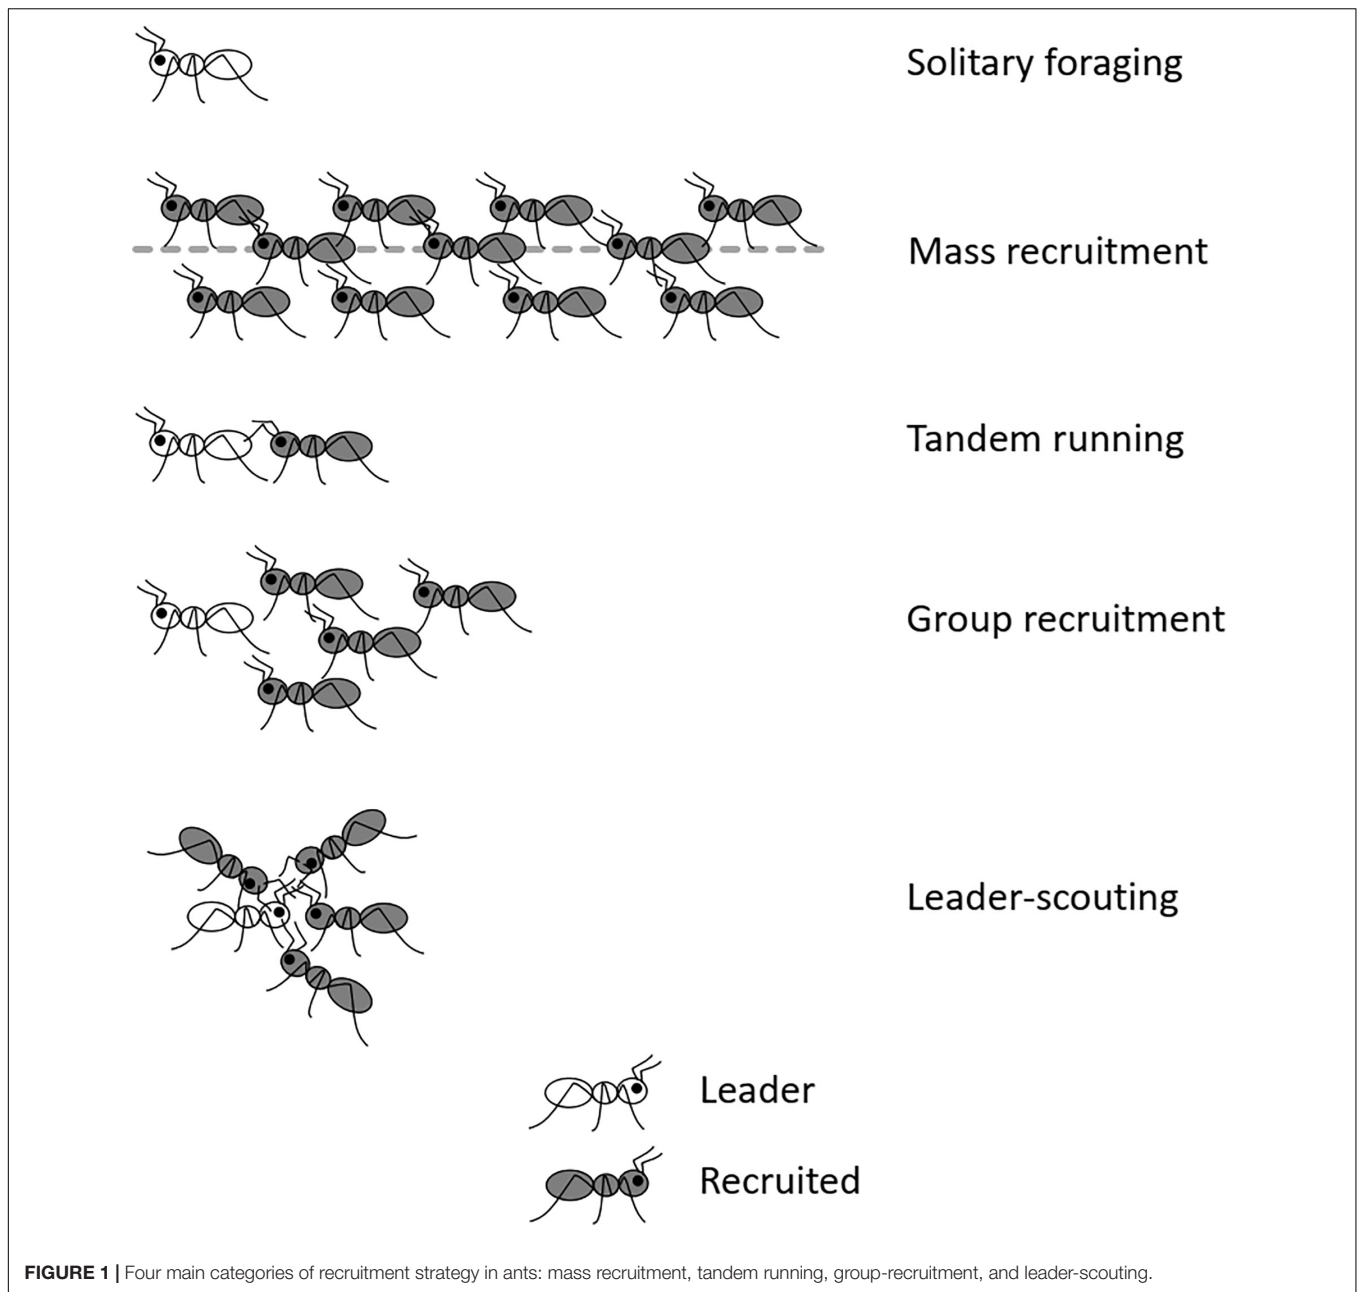 Solitary foraging
Mass recruitment
Tandem running
Group recruitment
Leader-scouting
Leader
Recruited
FIGURE 1 | Four main categories of recruitment strategy in ants: mass recruitment, tandem running, group-recruitment, and leader-scouting.